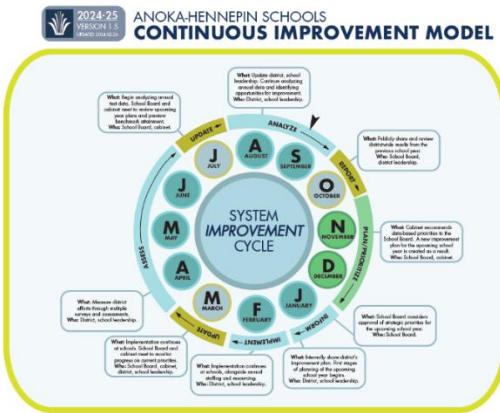 2024-25
VERSION 1.5
ANOKA-HENNEPIN SCHOOLS
CONTINUOUS IMPROVEMENT MODEL
What: Update district, school
leadership. Continue analyzing
annual data and identifying
opportunities for improvement.
Who: District, school leadership.
What: Begin analyzing annual
test data. School Board and
cabinet meet to review upcoming
year plans and preview
benchmark attainment.
Who: School Board, cabinet.
What: Publicly share and review
districtwide results from the
previous school year.
Who: School Board,
district leadership.
What: Cabinet recommends
data-based priorities to the
School Board. A new improvement
plan for the upcoming school
year is created as a result.
Who: School Board, cabinet.
What: School Board considers
approval of strategic priorities for
the upcoming school year.
Who: School Board.
What: Internally share district's
improvement plan. First stages
of planning of the upcoming
school year begins.
Who: District, school leadership.
What: Implementation continues
at schools, alongside annual
staffing and resourcing.
Who: District, school leadership.
What: Implementation continues
at schools. School Board and
cabinet meet to monitor
progress on current priorities.
Who: School Board, cabinet,
district, school leadership.
What: Measure district
efforts through multiple
surveys and assessments.
Who: District, school leadership.
UPDATE
ANALYZE
REPORT
PLAN/PRIORITIZE
INFORM
IMPLEMENT
UPDATE
ASSESS
A
AUGUST
S
SEPTEMBER
O
OCTOBER
N
NOVEMBER
D
DECEMBER
J
JANUARY
F
FEBRUARY
M
MARCH
A
APRIL
M
MAY
J
JUNE
J
JULY
SYSTEM
IMPROVEMENT
CYCLE